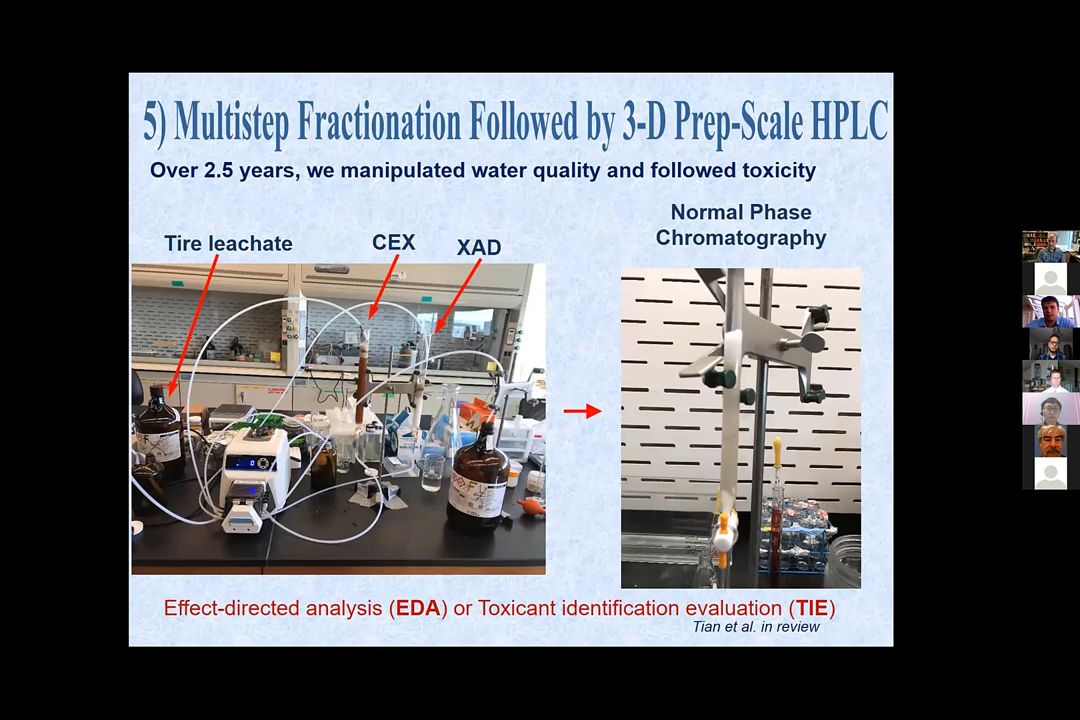 5) Multistep Fractionation Followed by 3-D Prep-Scale HPLC
Over 2.5 years, we manipulated water quality and followed toxicity
Normal Phase
Chromatography
Tire leachate
CEX
XAD
Effect-directed analysis (EDA) or Toxicant identification evaluation (TIE)
Tian et al. in review